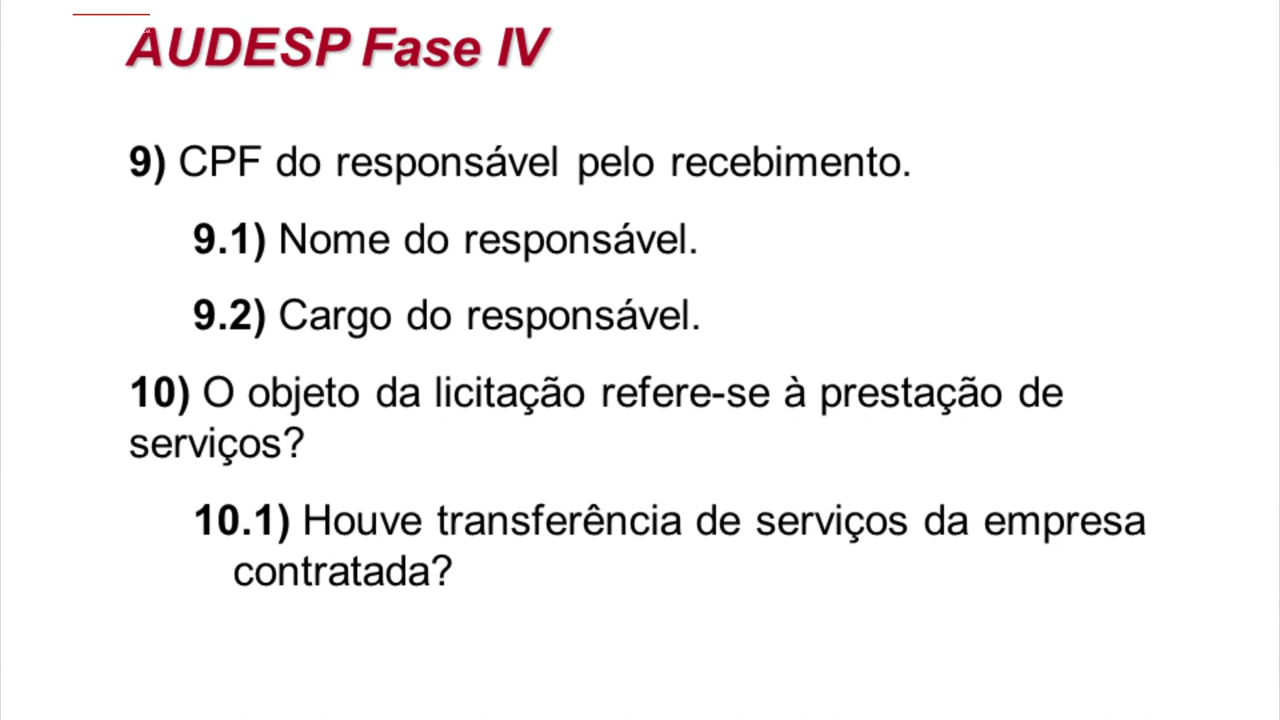 AUDESP Fase IV
9) CPF do responsável pelo recebimento.
9.1) Nome do responsável.
9.2) Cargo do responsável.
10) O objeto da licitação refere-se à prestação de
serviços?
10.1) Houve transferência de serviços da empresa
contratada?